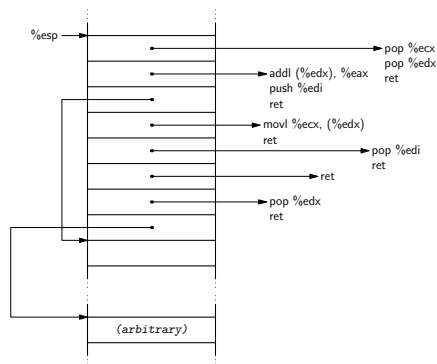 %esp
pop %ecx
pop %edx
ret
addl (%edx), %eax
push %edi
ret
movl %ecx, (%edx)
ret
pop %edi
ret
ret
pop %edx
ret
(arbitrary)